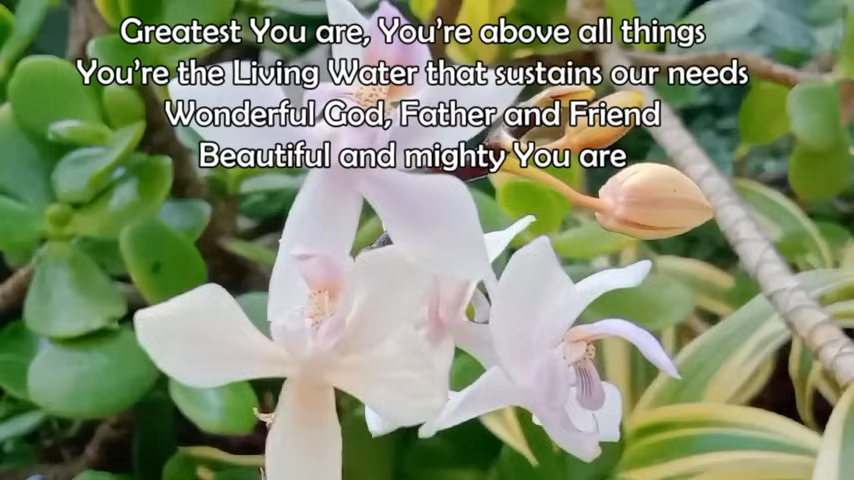 Greatest You are, You're above all things
You're the Living Water that sustains our needs
Wonderful God, Father and Friend
Beautiful and mighty You are